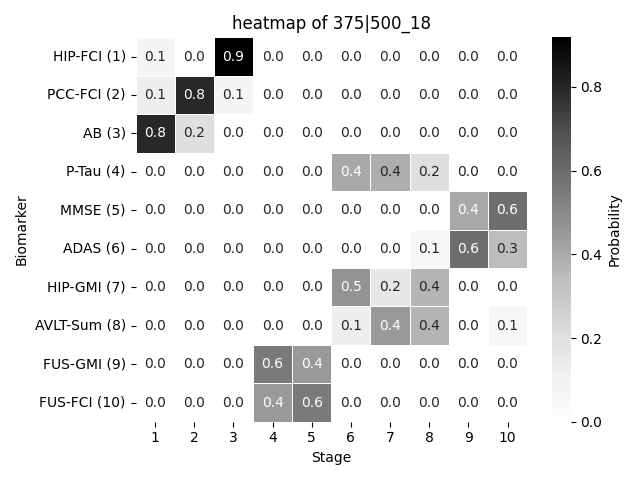 heatmap of 375|500_18
HIP-FCI (1) 0.1 0.0 0.9 0.0 0.0 0.0 0.0 0.0 0.0 0.0
PCC-FCI (2) 0.1 0.8 0.1 0.0 0.0 0.0 0.0 0.0 0.0 0.0
AB (3) 0.8 0.2 0.0 0.0 0.0 0.0 0.0 0.0 0.0 0.0
P-Tau (4) 0.0 0.0 0.0 0.0 0.0 0.4 0.4 0.2 0.0 0.0
MMSE (5) 0.0 0.0 0.0 0.0 0.0 0.0 0.0 0.0 0.4 0.6
ADAS (6) 0.0 0.0 0.0 0.0 0.0 0.0 0.0 0.1 0.6 0.3
HIP-GMI (7) 0.0 0.0 0.0 0.0 0.0 0.5 0.2 0.4 0.0 0.0
AVLT-Sum (8) 0.0 0.0 0.0 0.0 0.0 0.1 0.4 0.4 0.0 0.1
FUS-GMI (9) 0.0 0.0 0.0 0.6 0.4 0.0 0.0 0.0 0.0 0.0
FUS-FCI (10) 0.0 0.0 0.0 0.4 0.6 0.0 0.0 0.0 0.0 0.0
1 2 3 4 5 6 7 8 9 10
Stage
Biomarker
0.8
0.6
0.4
0.2
0.0
Probability